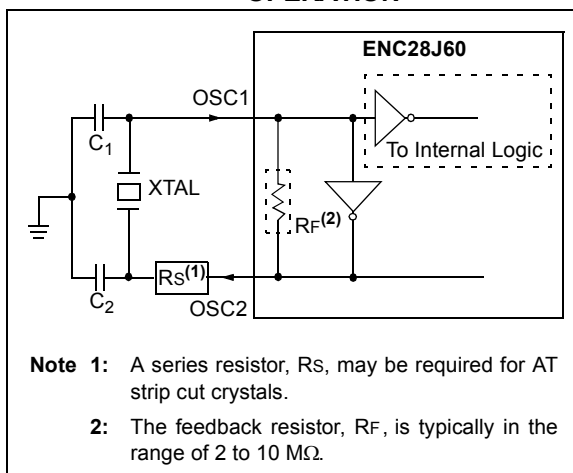 OPERATION
ENC28J60
OSC1
C1
To Internal Logic
XTAL
RF(2)
RS(1)
C2
OSC2
Note 1: A series resistor, RS, may be required for AT
strip cut crystals.
2: The feedback resistor, RF, is typically in the
range of 2 to 10 MΩ.